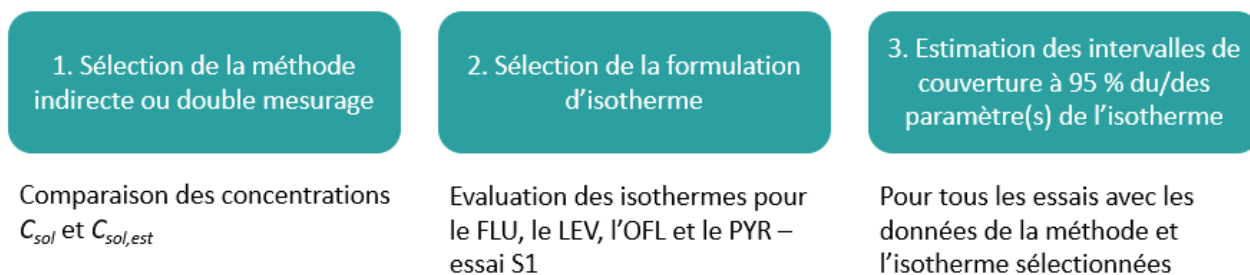 1. Sélection de la méthode
indirecte ou double mesurage
Comparaison des concentrations
Csol et Csol,est
2. Sélection de la formulation
d’isotherme
Evaluation des isothermes pour
le FLU, le LEV, l’OFL et le PYR –
essai S1
3. Estimation des intervalles de
couverture à 95 % du/des
paramètre(s) de l’isotherme
Pour tous les essais avec les
données de la méthode et
l’isotherme sélectionnées